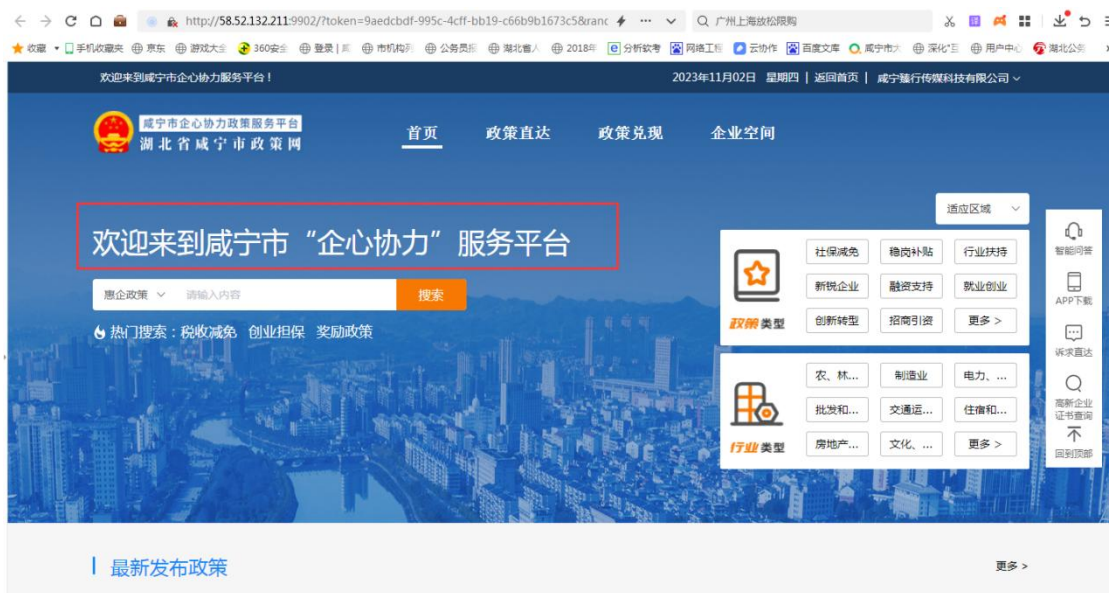 http://58.52.132.211:9902/?token=9aedcbdf-995c-4cff-bb19-c66b9b1673c5&ranc
广州上海放松限购
收藏 手机收藏夹 京东 游戏大全 360安全 登录 | 市机构列 公务员招 湖北省人 2018年 分析软考 网络工程 云协作 百度文库 咸宁市大 深化"互 用户中心 湖北公务
欢迎来到咸宁市企心协力服务平台！
2023年11月02日 星期四 | 返回首页 | 咸宁臻行传媒科技有限公司
咸宁市企心协力政策服务平台
湖北省咸宁市政策网
首页 政策直达 政策兑现 企业空间
适应区域
欢迎来到咸宁市“企心协力”服务平台
惠企政策 请输入内容 搜索
热门搜索：税收减免 创业担保 奖励政策
社保减免 稳岗补贴 行业扶持
新锐企业 融资支持 就业创业
创新转型 招商引资 更多 >
政策类型
农、林... 制造业 电力、...
批发和... 交通运... 住宿和...
房地产... 文化、... 更多 >
行业类型
智能问答
APP下载
诉求直达
高新企业
证书查询
回到顶部
最新发布政策
更多 >